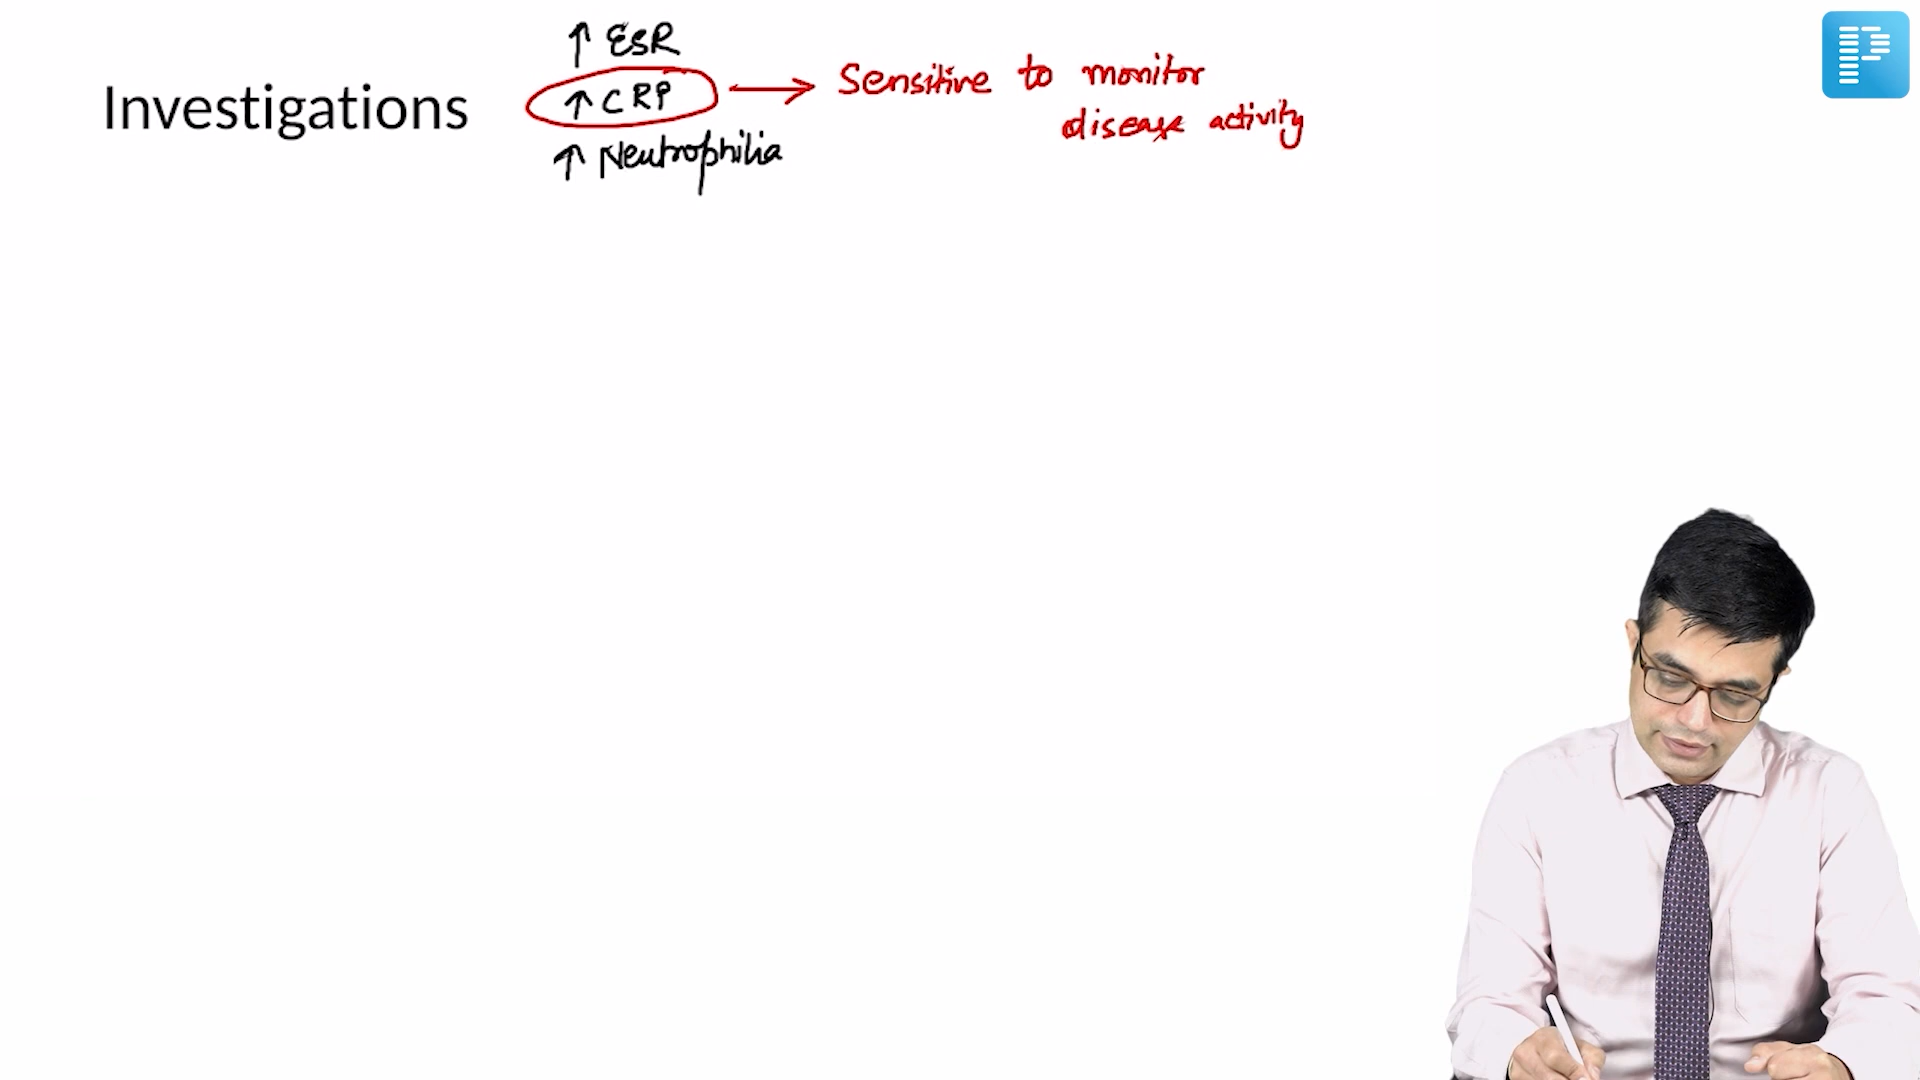 Investigations
↑ ESR
↑ CRP → Sensitive to monitor
disease activity
↑ Neutrophilia